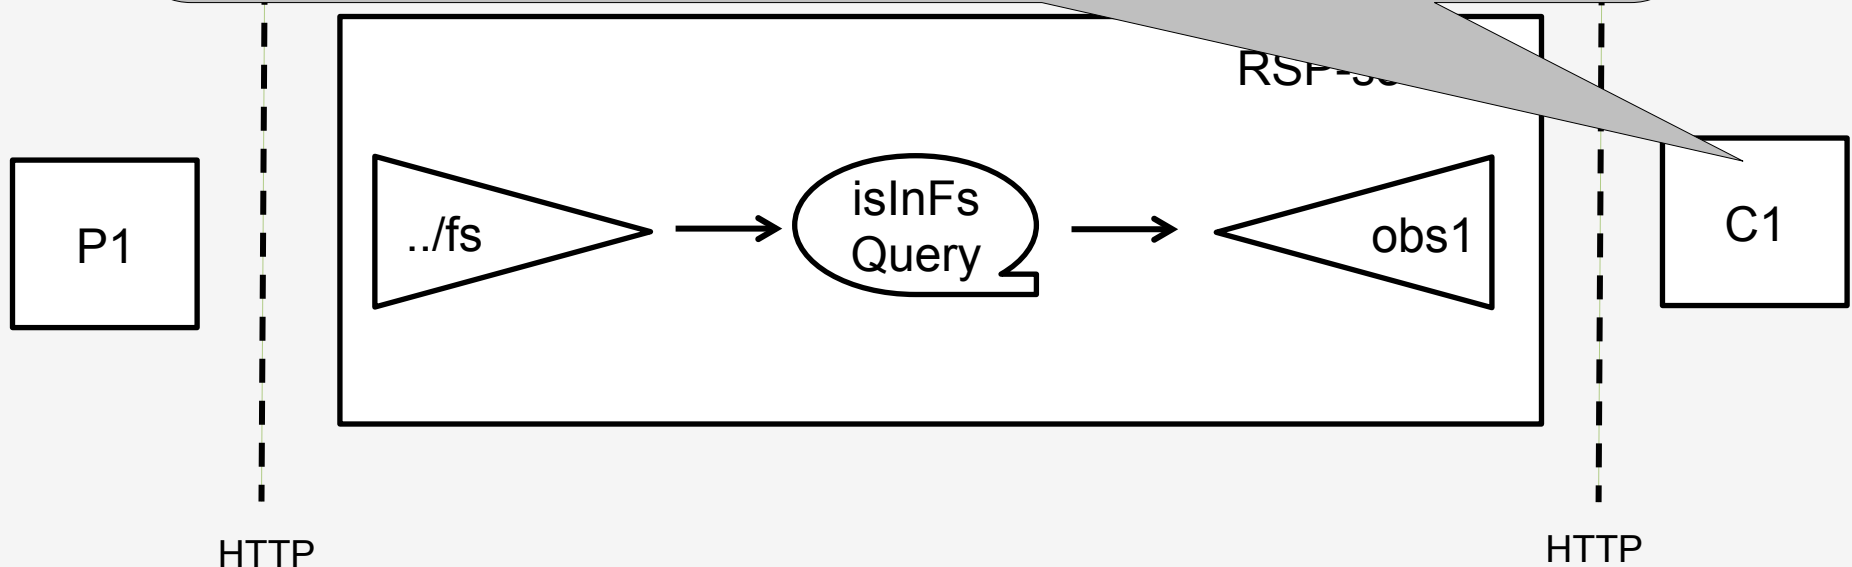 P1
../fs
isInFs
Query
obs1
C1
HTTP
HTTP